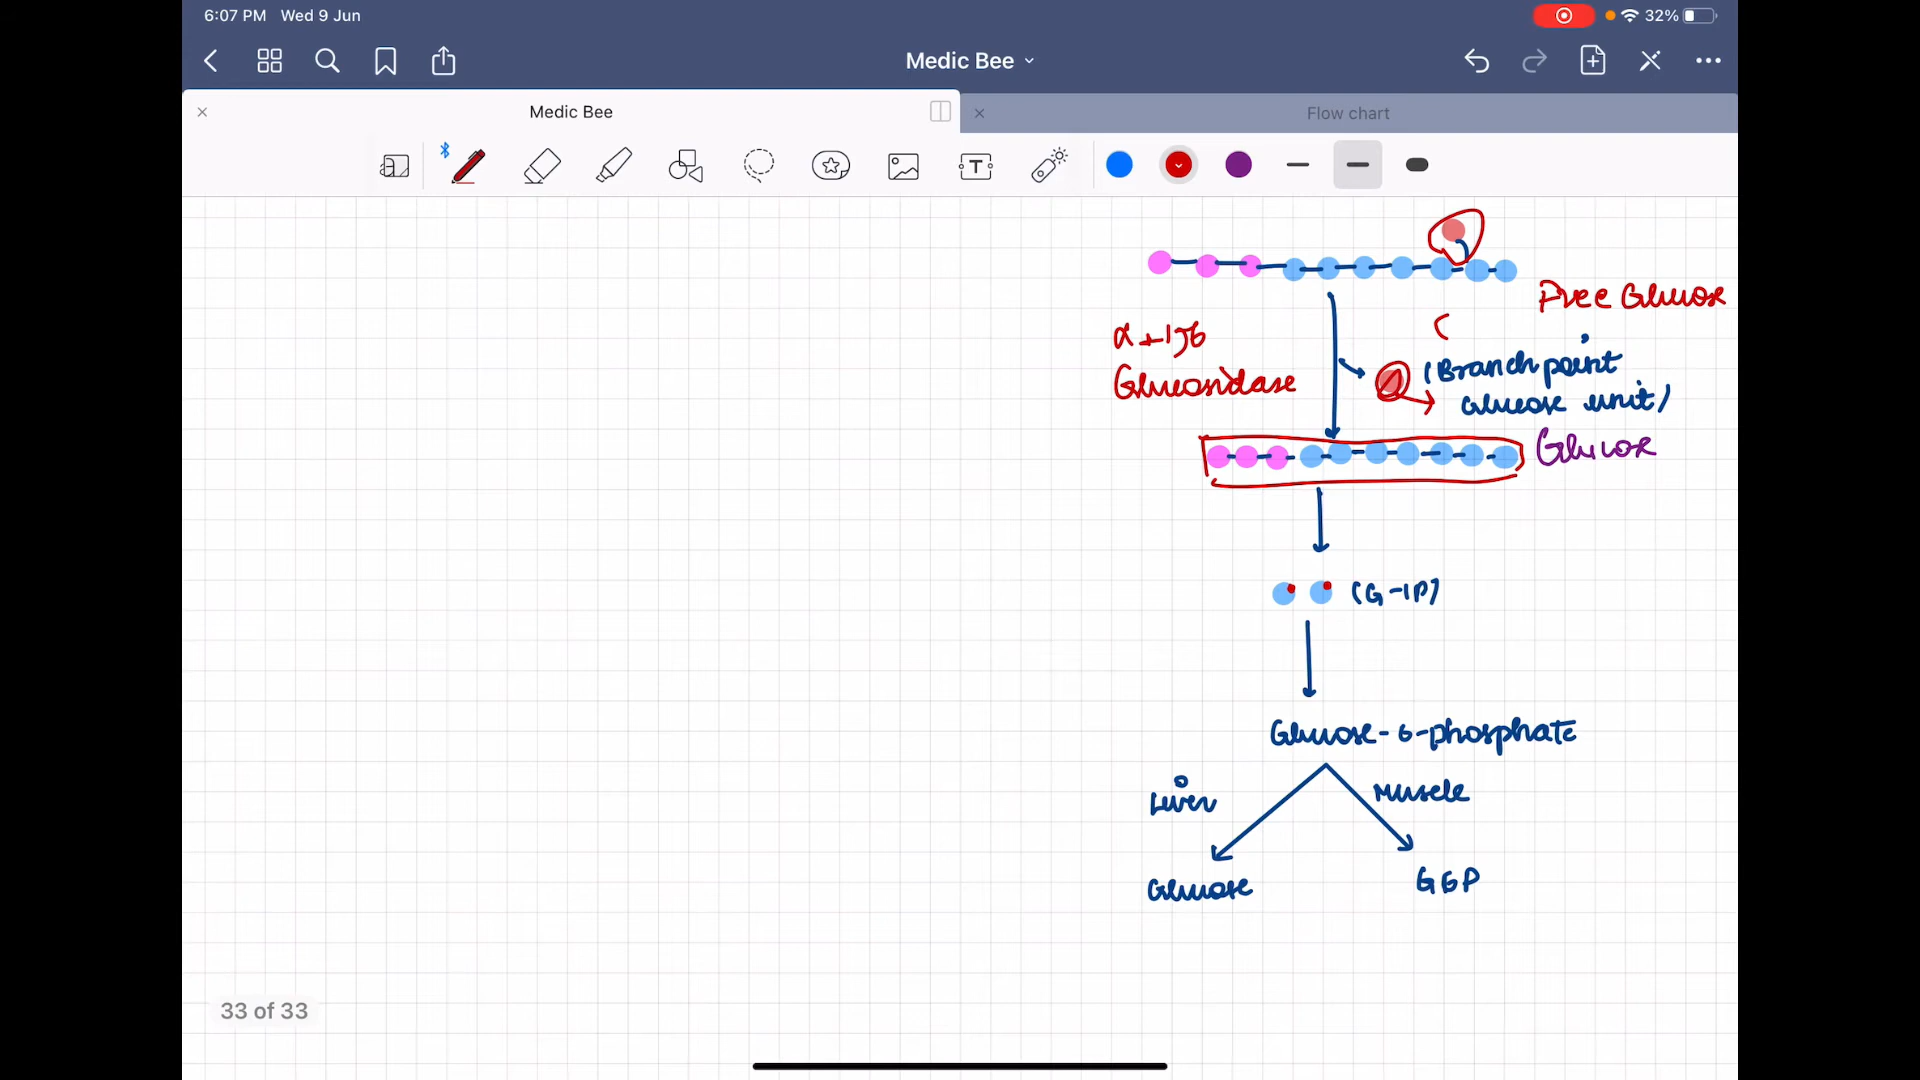 6:07 PM Wed 9 Jun
32%
Medic Bee
Medic Bee
Flow chart
Free Glucose
α-1,6
Glucosidase
(Branch point
Glucose unit)
Glucose
(G-1P)
Glucose-6-phosphate
Liver
Muscle
Glucose
G6P
33 of 33